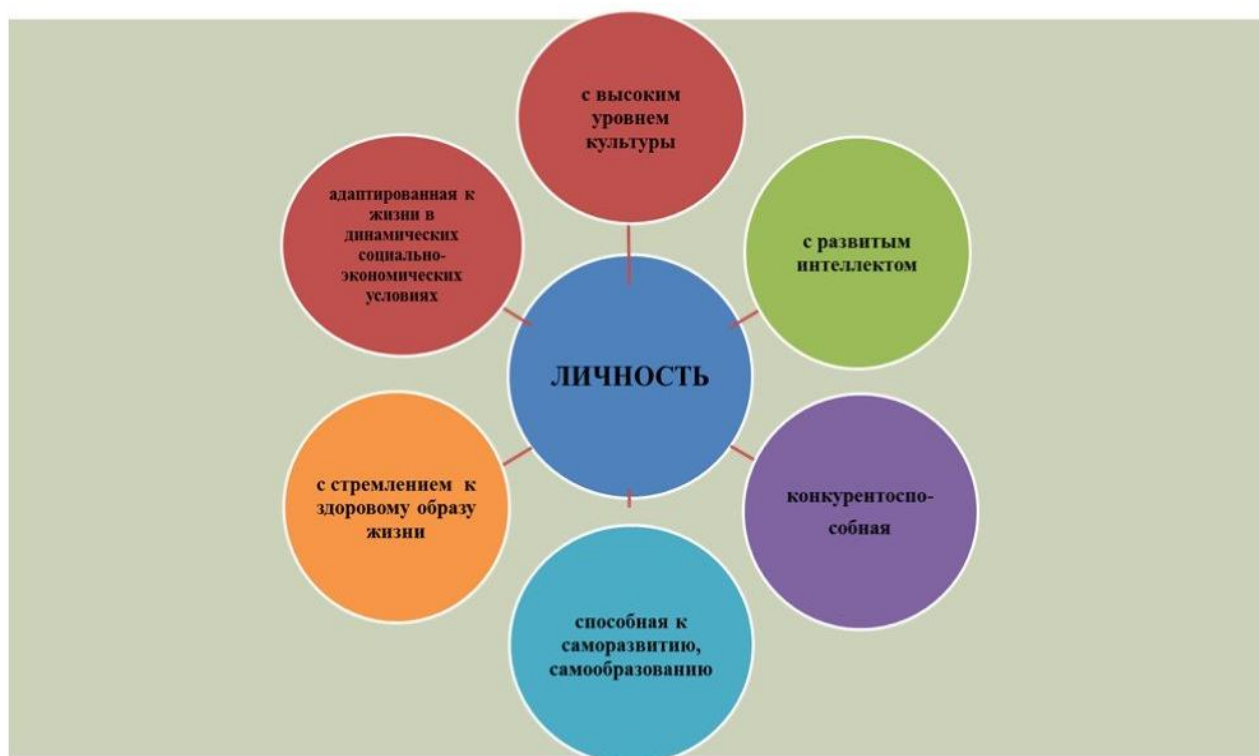 с высоким
уровнем
культуры
с развитым
интеллектом
конкурентоспо-
собная
способная к
саморазвитию,
самообразованию
с стремлением к
здоровому образу
жизни
адаптированная к
жизни в
динамических
социально-
экономических
условиях
ЛИЧНОСТЬ